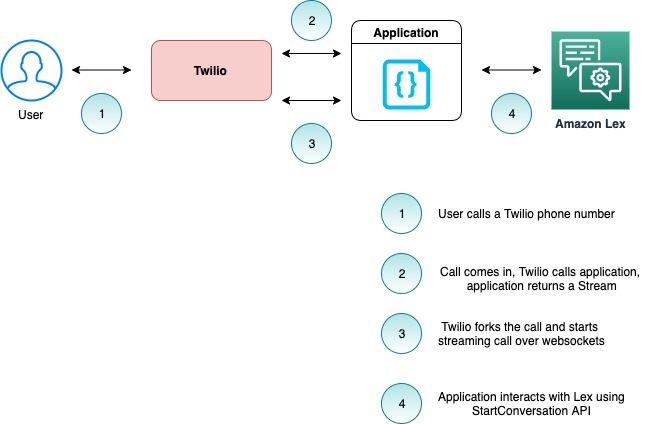 2
Application
Twilio
{}
User
1
3
4
Amazon Lex
1
User calls a Twilio phone number
2
Call comes in, Twilio calls application,
application returns a Stream
3
Twilio forks the call and starts
streaming call over websockets
4
Application interacts with Lex using
StartConversation API